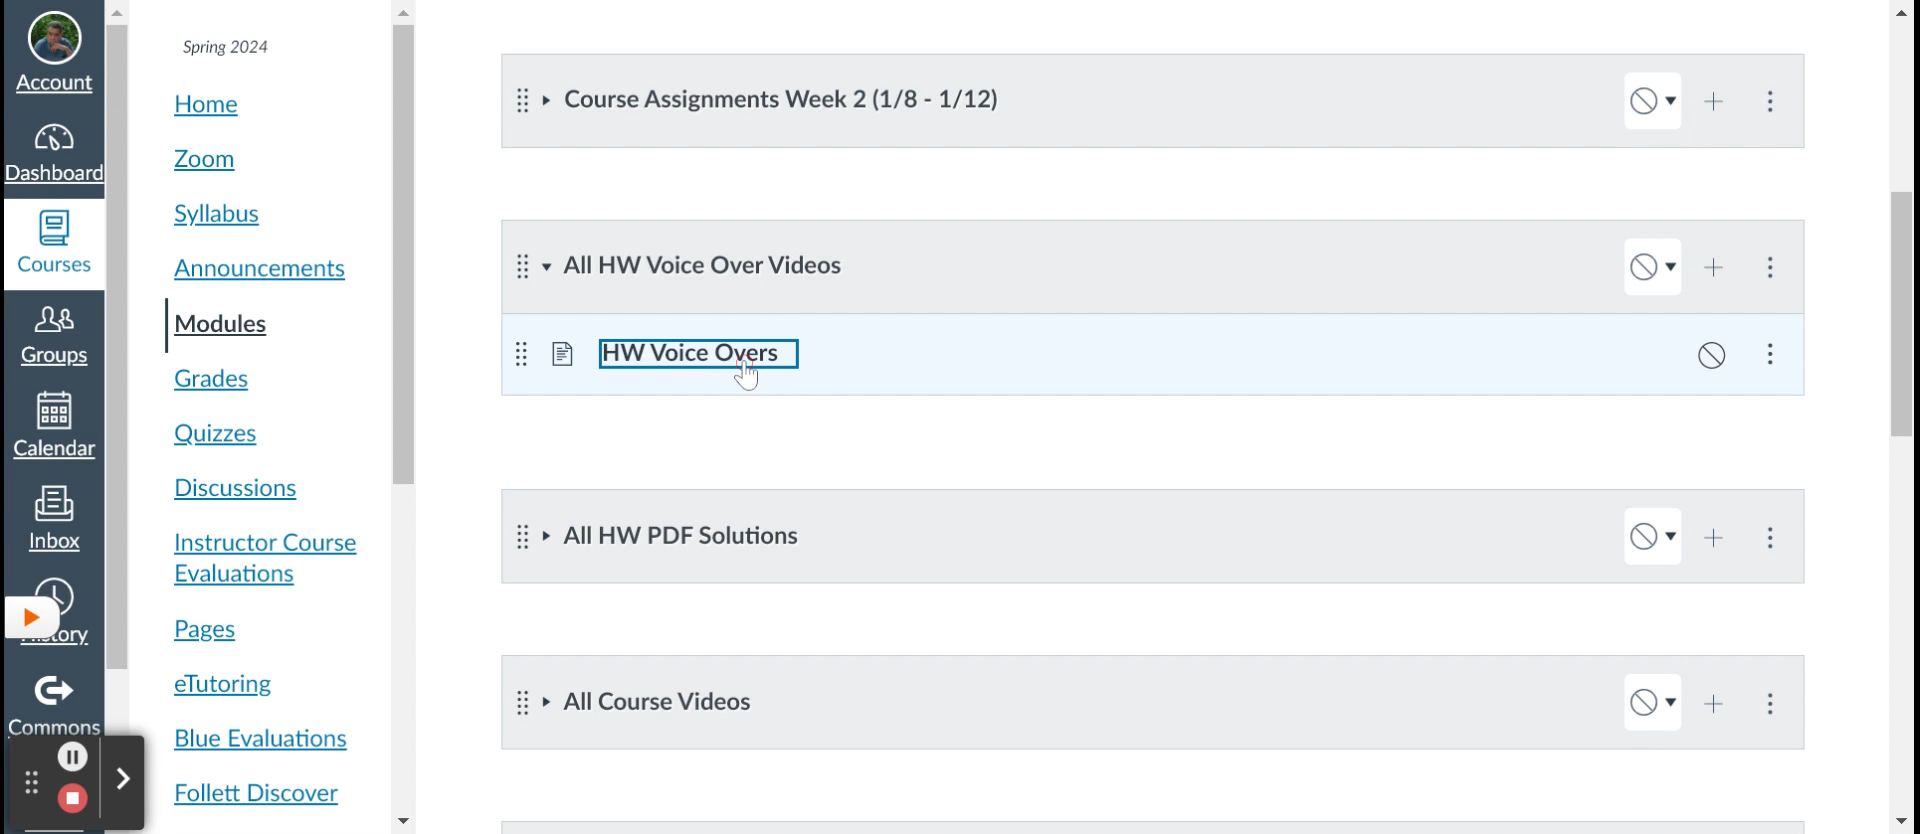 Account
Dashboard
Courses
Groups
Calendar
Inbox
Commons
Spring 2024
Home
Zoom
Syllabus
Announcements
Modules
Grades
Quizzes
Discussions
Instructor Course
Evaluations
Pages
eTutoring
Blue Evaluations
Follett Discover
Course Assignments Week 2 (1/8 - 1/12)
All HW Voice Over Videos
HW Voice Overs
All HW PDF Solutions
All Course Videos